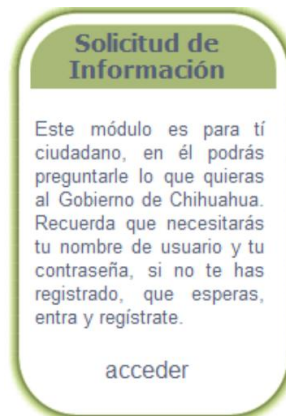 Solicitud de
Información
Este módulo es para tí
ciudadano, en él podrás
preguntarle lo que quieras
al Gobierno de Chihuahua.
Recuerda que necesitarás
tu nombre de usuario y tu
contraseña, si no te has
registrado, que esperas,
entra y regístrate.
acceder